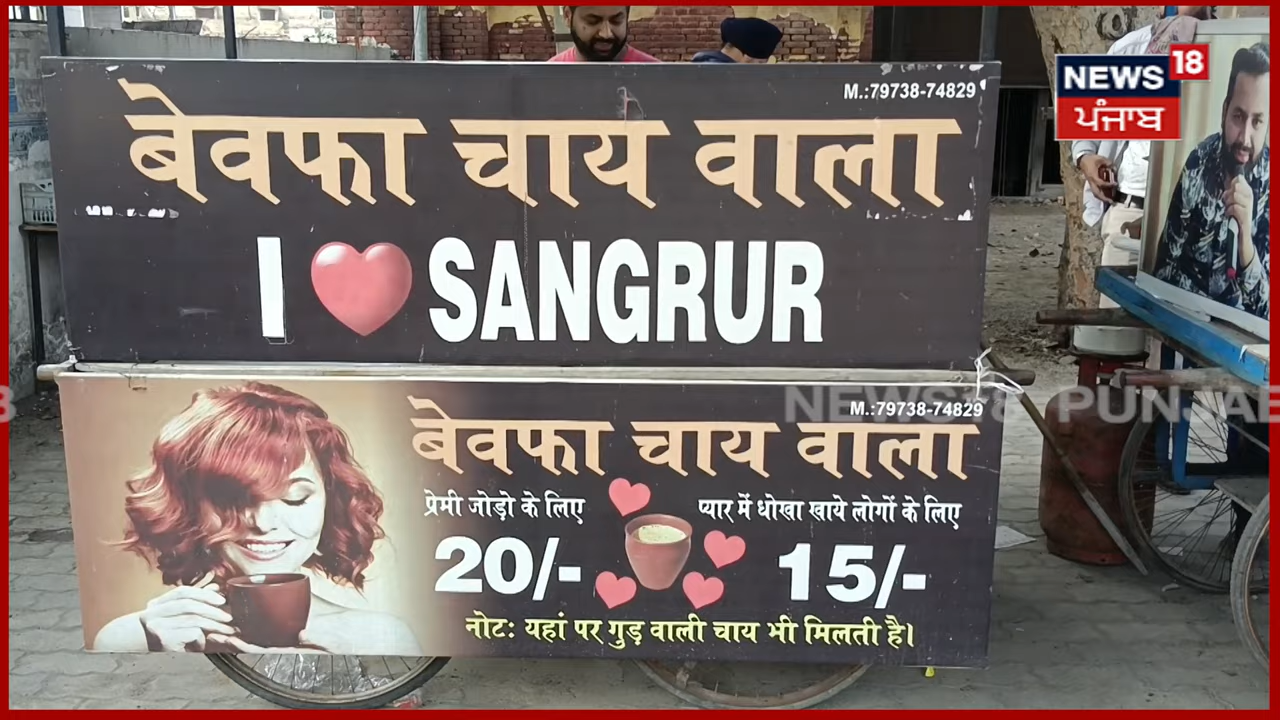 M.:79738-74829
NEWS 18
ਪੰਜਾਬ
बेवफा चाय वाला
I ❤ SANGRUR
NEWS18 PUNJAB
M.:79738-74829
बेवफा चाय वाला
प्रेमी जोड़ो के लिए
प्यार में धोखा खाये लोगों के लिए
20/-
15/-
नोटः यहां पर गुड़ वाली चाय भी मिलती है।